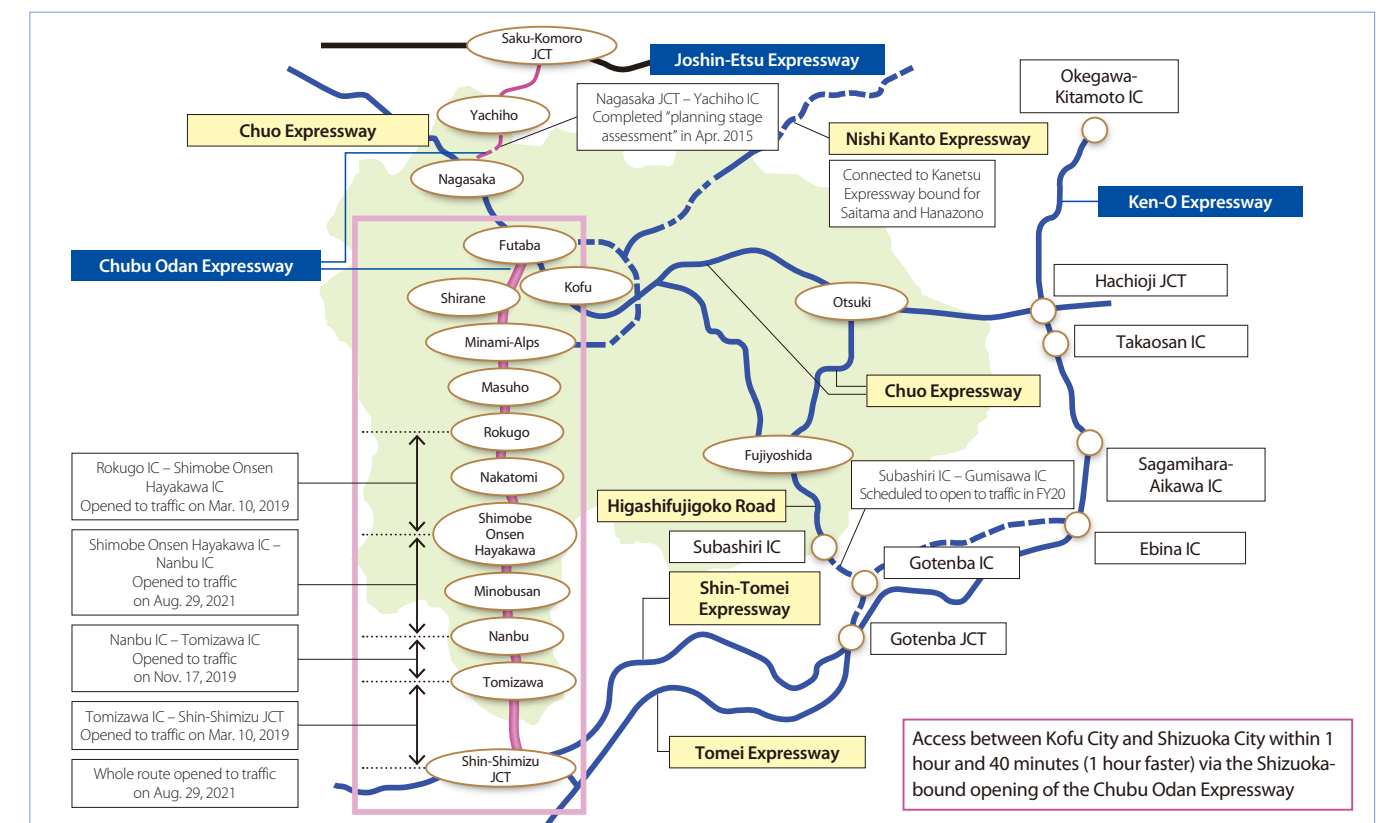 Saku-Komoro
JCT
Joshin-Etsu Expressway
Okegawa-
Kitamoto IC
Yachiho
Nagasaka JCT – Yachiho IC
Completed “planning stage
assessment” in Apr. 2015
Chuo Expressway
Nishi Kanto Expressway
Nagasaka
Connected to Kanetsu
Expressway bound for
Saitama and Hanazono
Ken-O Expressway
Futaba
Chubu Odan Expressway
Kofu
Shirane
Otsuki
Hachioji JCT
Minami-Alps
Takaosan IC
Masuho
Chuo Expressway
Rokugo
Fujiyoshida
Rokugo IC – Shimobe Onsen
Hayakawa IC
Opened to traffic on Mar. 10, 2019
Nakatomi
Subashiri IC – Gumisawa IC
Scheduled to open to traffic in FY20
Sagamihara-
Aikawa IC
Higashifujigoko Road
Shimobe
Onsen
Hayakawa
Subashiri IC
Ebina IC
Shimobe Onsen Hayakawa IC –
Nanbu IC
Opened to traffic
on Aug. 29, 2021
Gotenba IC
Minobusan
Shin-Tomei
Expressway
Nanbu
Gotenba JCT
Nanbu IC – Tomizawa IC
Opened to traffic
on Nov. 17, 2019
Tomizawa
Tomizawa IC – Shin-Shimizu JCT
Opened to traffic on Mar. 10, 2019
Tomei Expressway
Access between Kofu City and Shizuoka City within 1
hour and 40 minutes (1 hour faster) via the Shizuoka-
bound opening of the Chubu Odan Expressway
Shin-Shimizu
JCT
Whole route opened to traffic
on Aug. 29, 2021